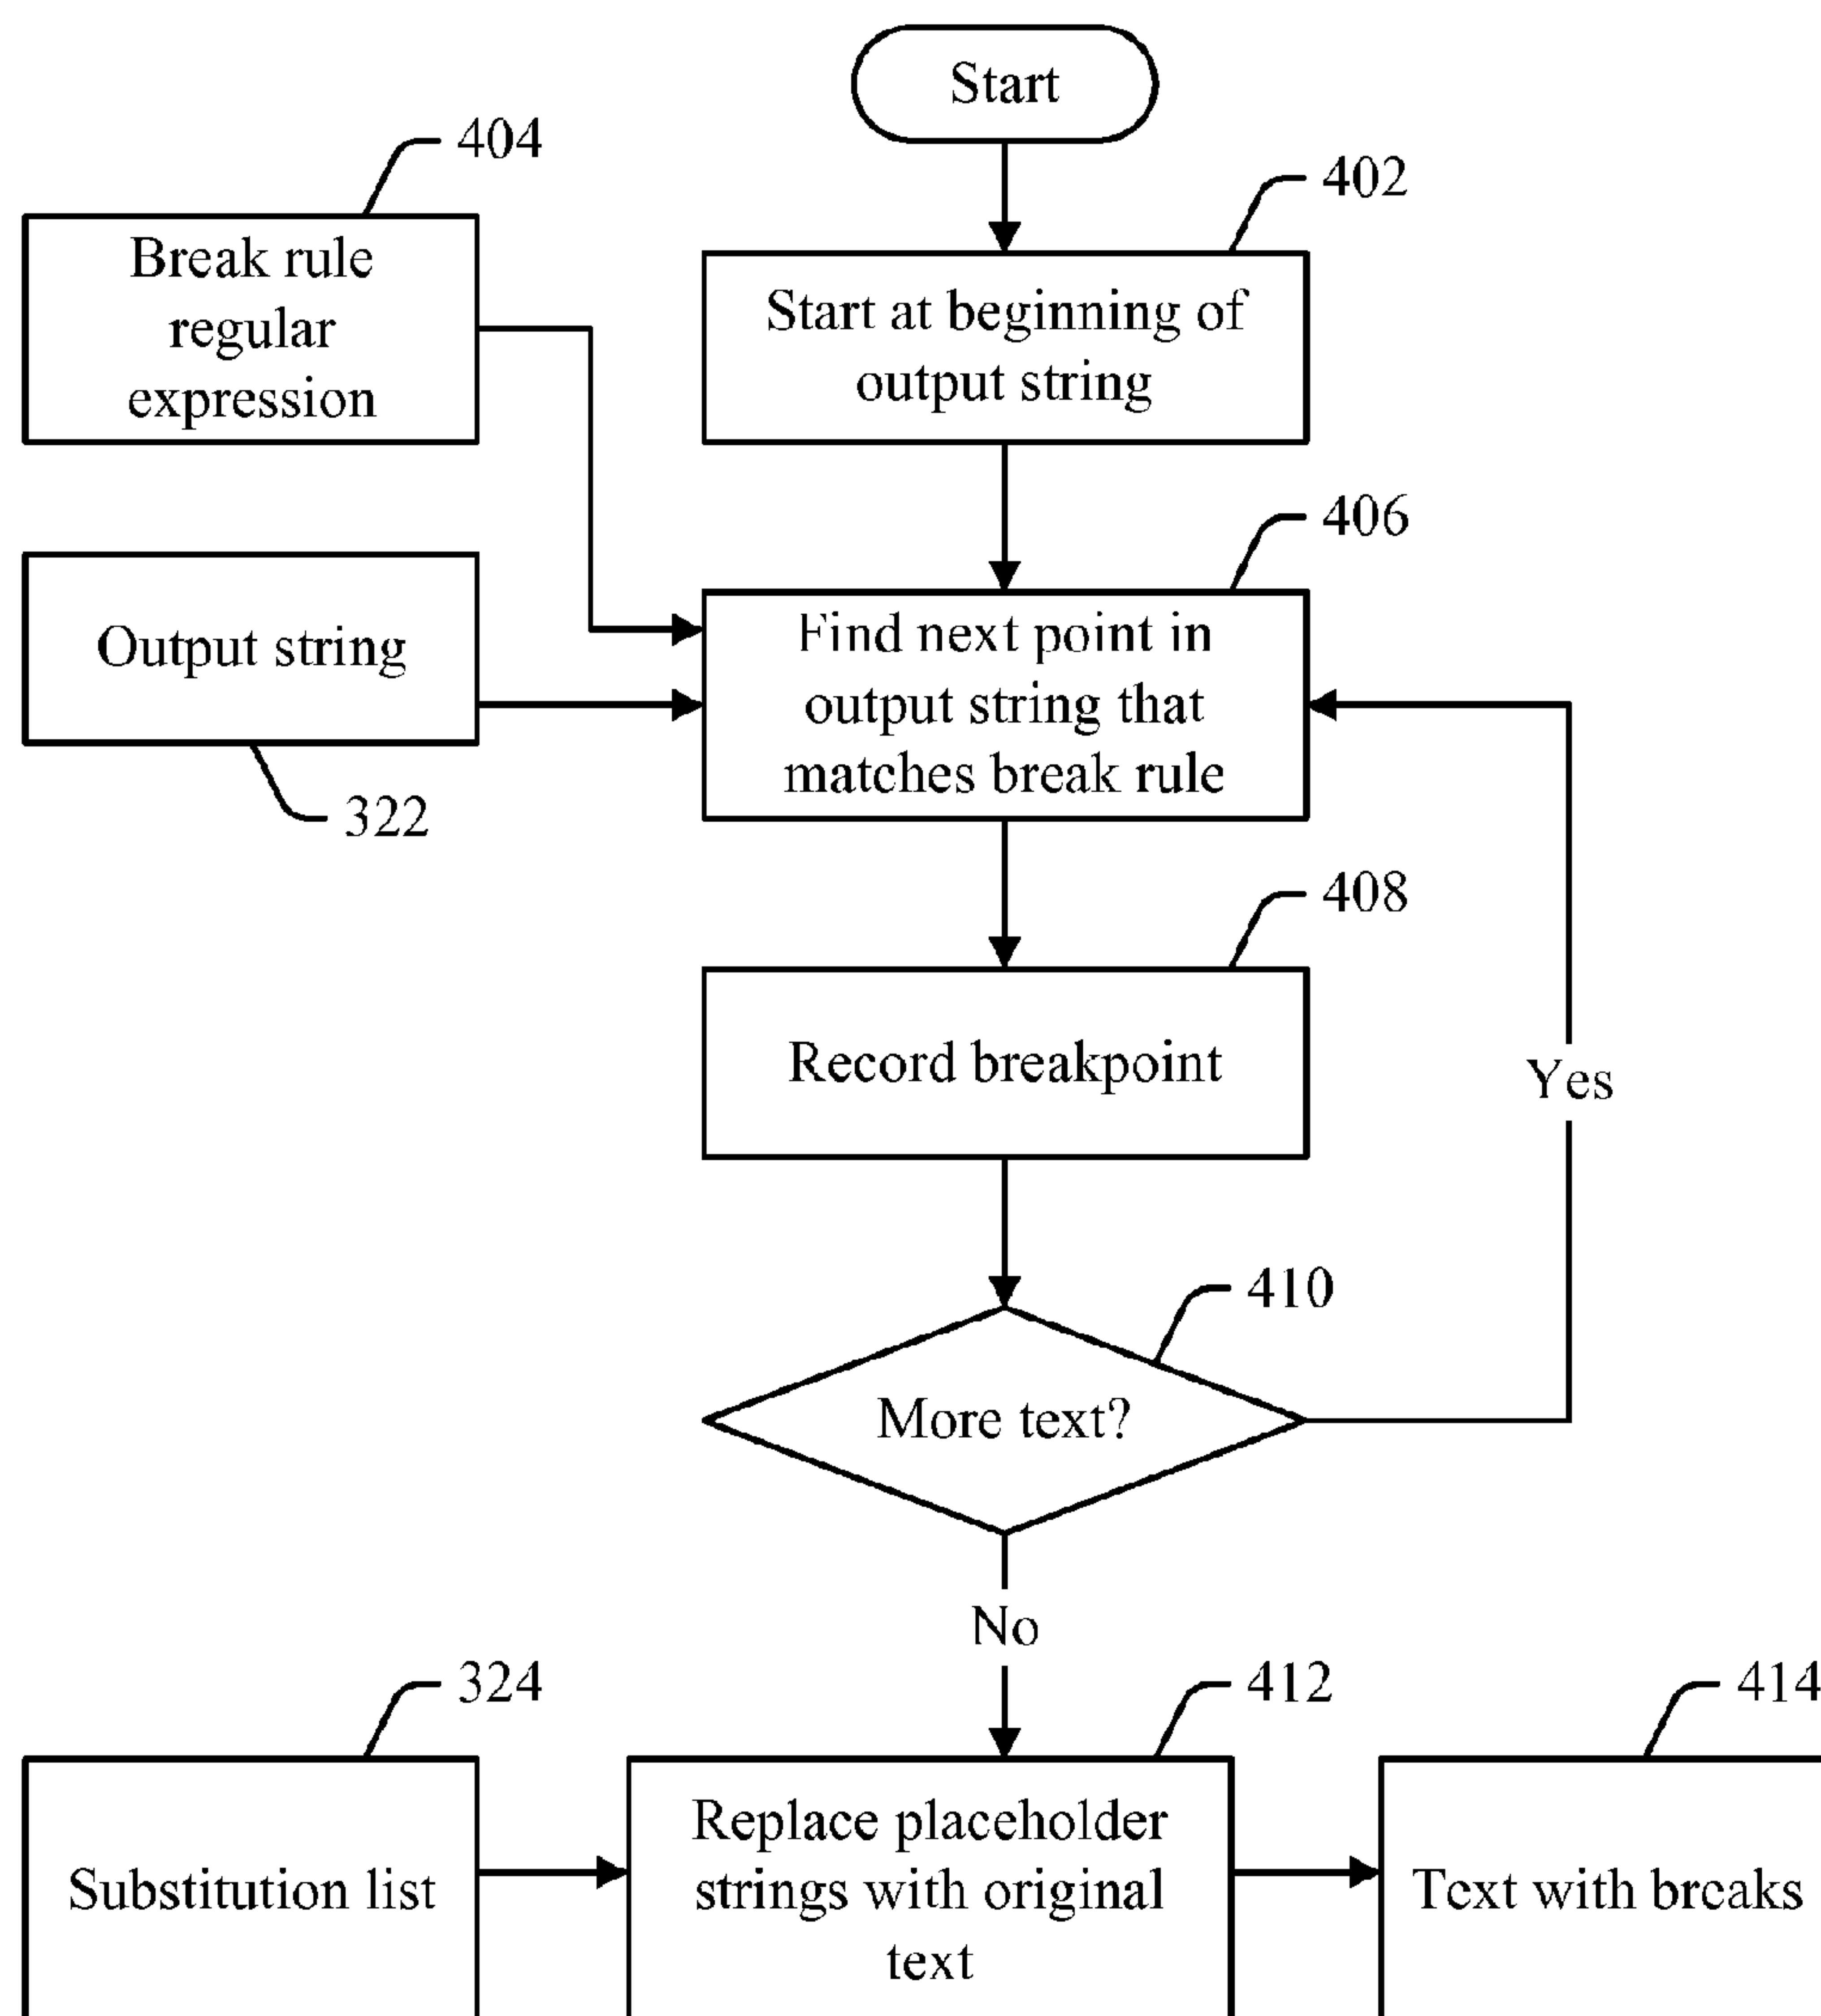 Start
404
402
Break rule
regular
expression
Start at beginning of
output string
406
Output string
322
Find next point in
output string that
matches break rule
408
Record breakpoint
Yes
410
More text?
No
324
412
414
Substitution list
Replace placeholder
strings with original
text
Text with breaks